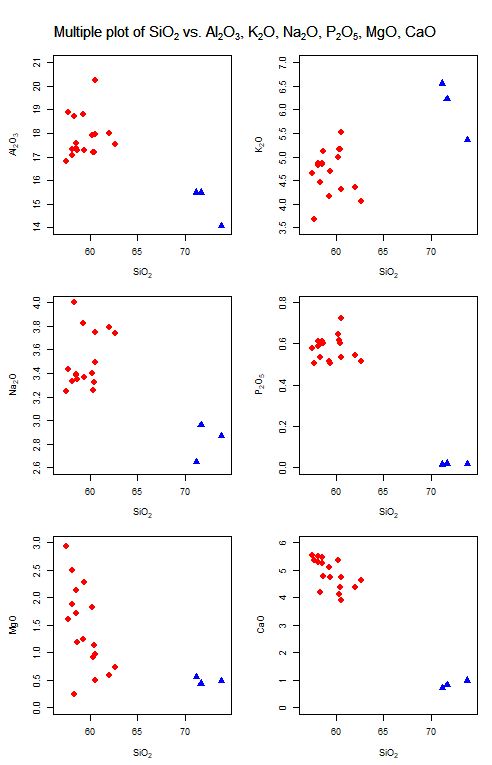 Multiple plot of SiO₂ vs. Al₂O₃, K₂O, Na₂O, P₂O₅, MgO, CaO
Al₂O₃
21
20
19
18
17
16
15
14
60 65 70
SiO₂
K₂O
7.0
6.5
6.0
5.5
5.0
4.5
4.0
3.5
60 65 70
SiO₂
Na₂O
4.0
3.8
3.6
3.4
3.2
3.0
2.8
2.6
60 65 70
SiO₂
P₂O₅
0.8
0.6
0.4
0.2
0.0
60 65 70
SiO₂
MgO
3.0
2.5
2.0
1.5
1.0
0.5
0.0
60 65 70
SiO₂
CaO
6
5
4
3
2
1
0
60 65 70
SiO₂